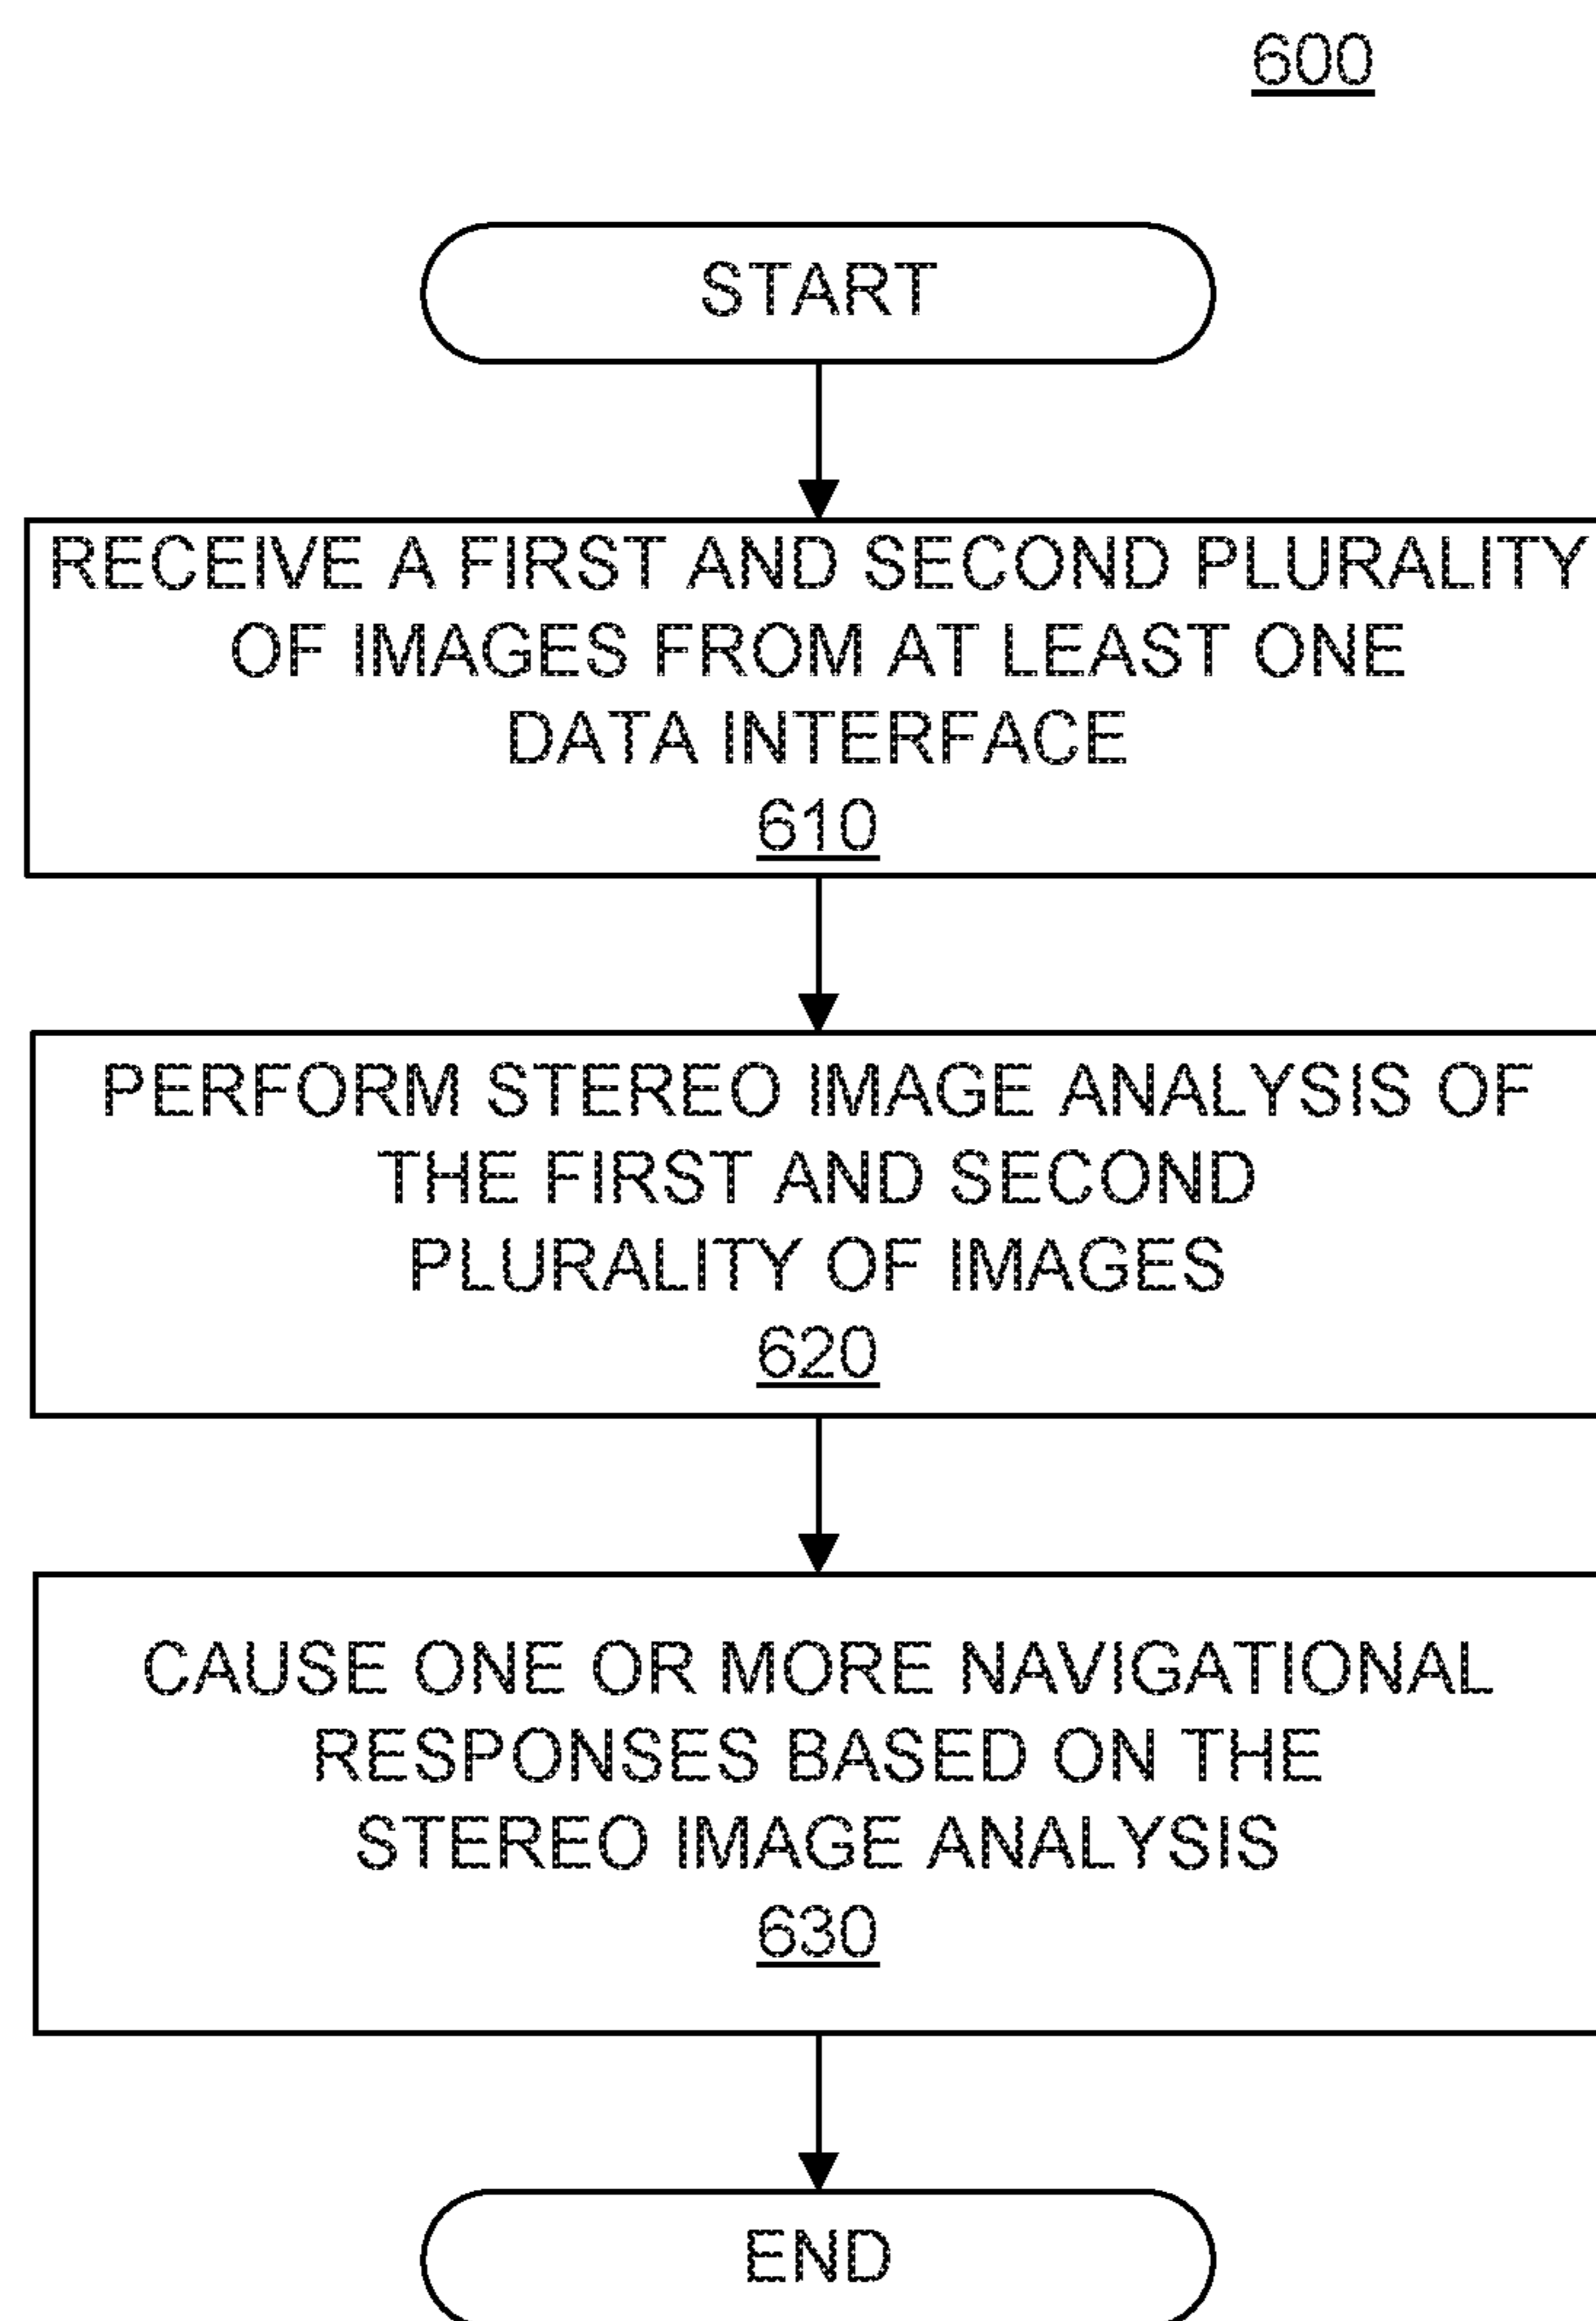 600
START
RECEIVE A FIRST AND SECOND PLURALITY
OF IMAGES FROM AT LEAST ONE
DATA INTERFACE
610
PERFORM STEREO IMAGE ANALYSIS OF
THE FIRST AND SECOND
PLURALITY OF IMAGES
620
CAUSE ONE OR MORE NAVIGATIONAL
RESPONSES BASED ON THE
STEREO IMAGE ANALYSIS
630
END